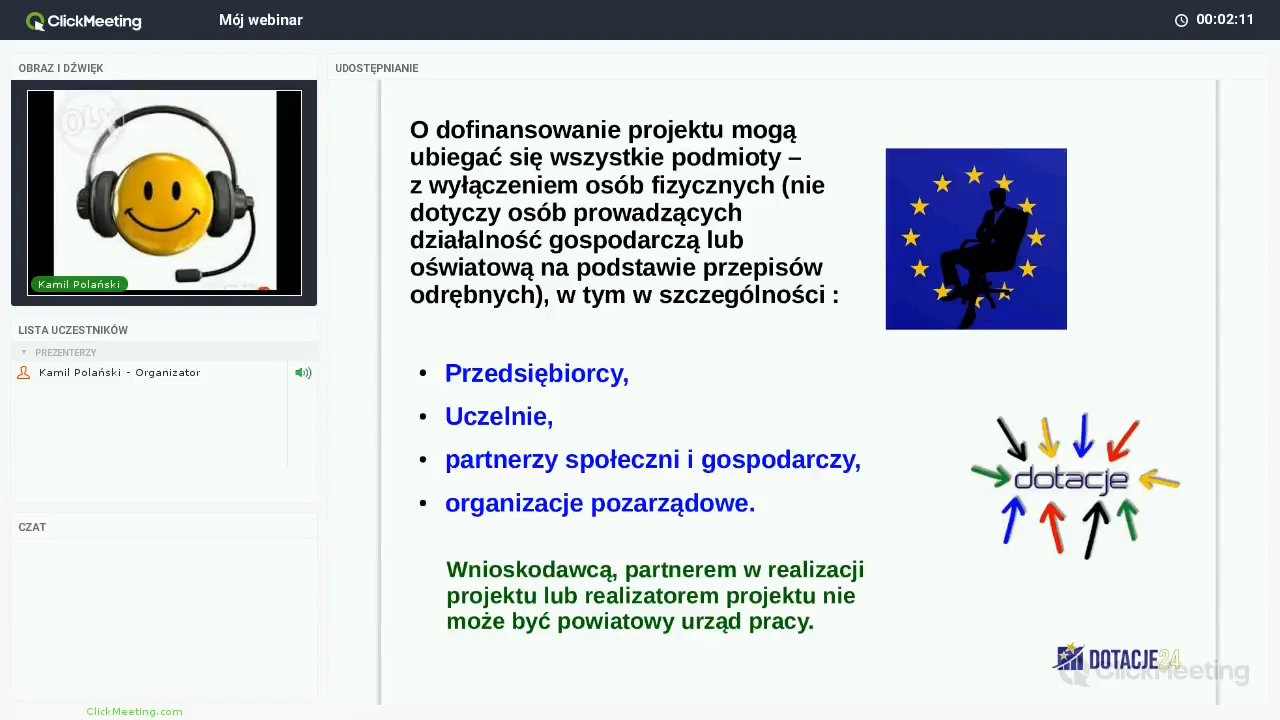 ClickMeeting
Mój webinar
00:02:11
OBRAZ I DŹWIĘK
OLX
Kamil Polański
LISTA UCZESTNIKÓW
PREZENTERZY
Kamil Polański - Organizator
CZAT
ClickMeeting.com
UDOSTĘPNIANIE
O dofinansowanie projektu mogą
ubiegać się wszystkie podmioty –
z wyłączeniem osób fizycznych (nie
dotyczy osób prowadzących
działalność gospodarczą lub
oświatową na podstawie przepisów
odrębnych), w tym w szczególności :
• Przedsiębiorcy,
• Uczelnie,
• partnerzy społeczni i gospodarczy,
• organizacje pozarządowe.
Wnioskodawcą, partnerem w realizacji
projektu lub realizatorem projektu nie
może być powiatowy urząd pracy.
dotacje
DOTACJE24
ClickMeeting